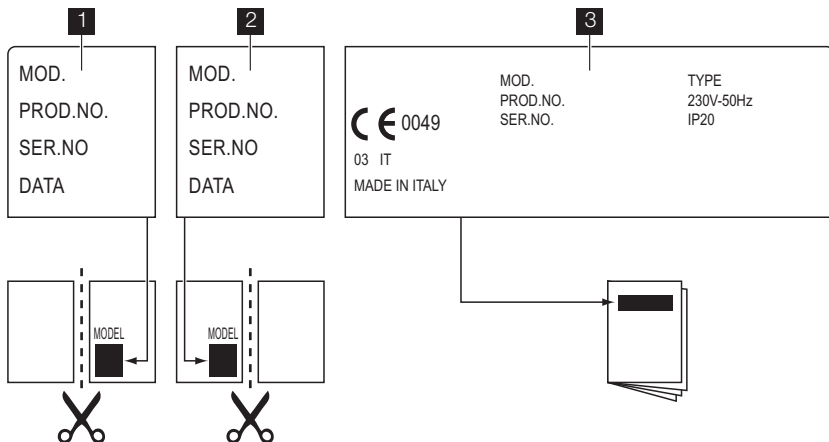 1
MOD.
PROD.NO.
SER.NO
DATA
MODEL
2
MOD.
PROD.NO.
SER.NO
DATA
MODEL
3
MOD.
PROD.NO.
SER.NO.
TYPE
230V-50Hz
IP20
CE 0049
03 IT
MADE IN ITALY